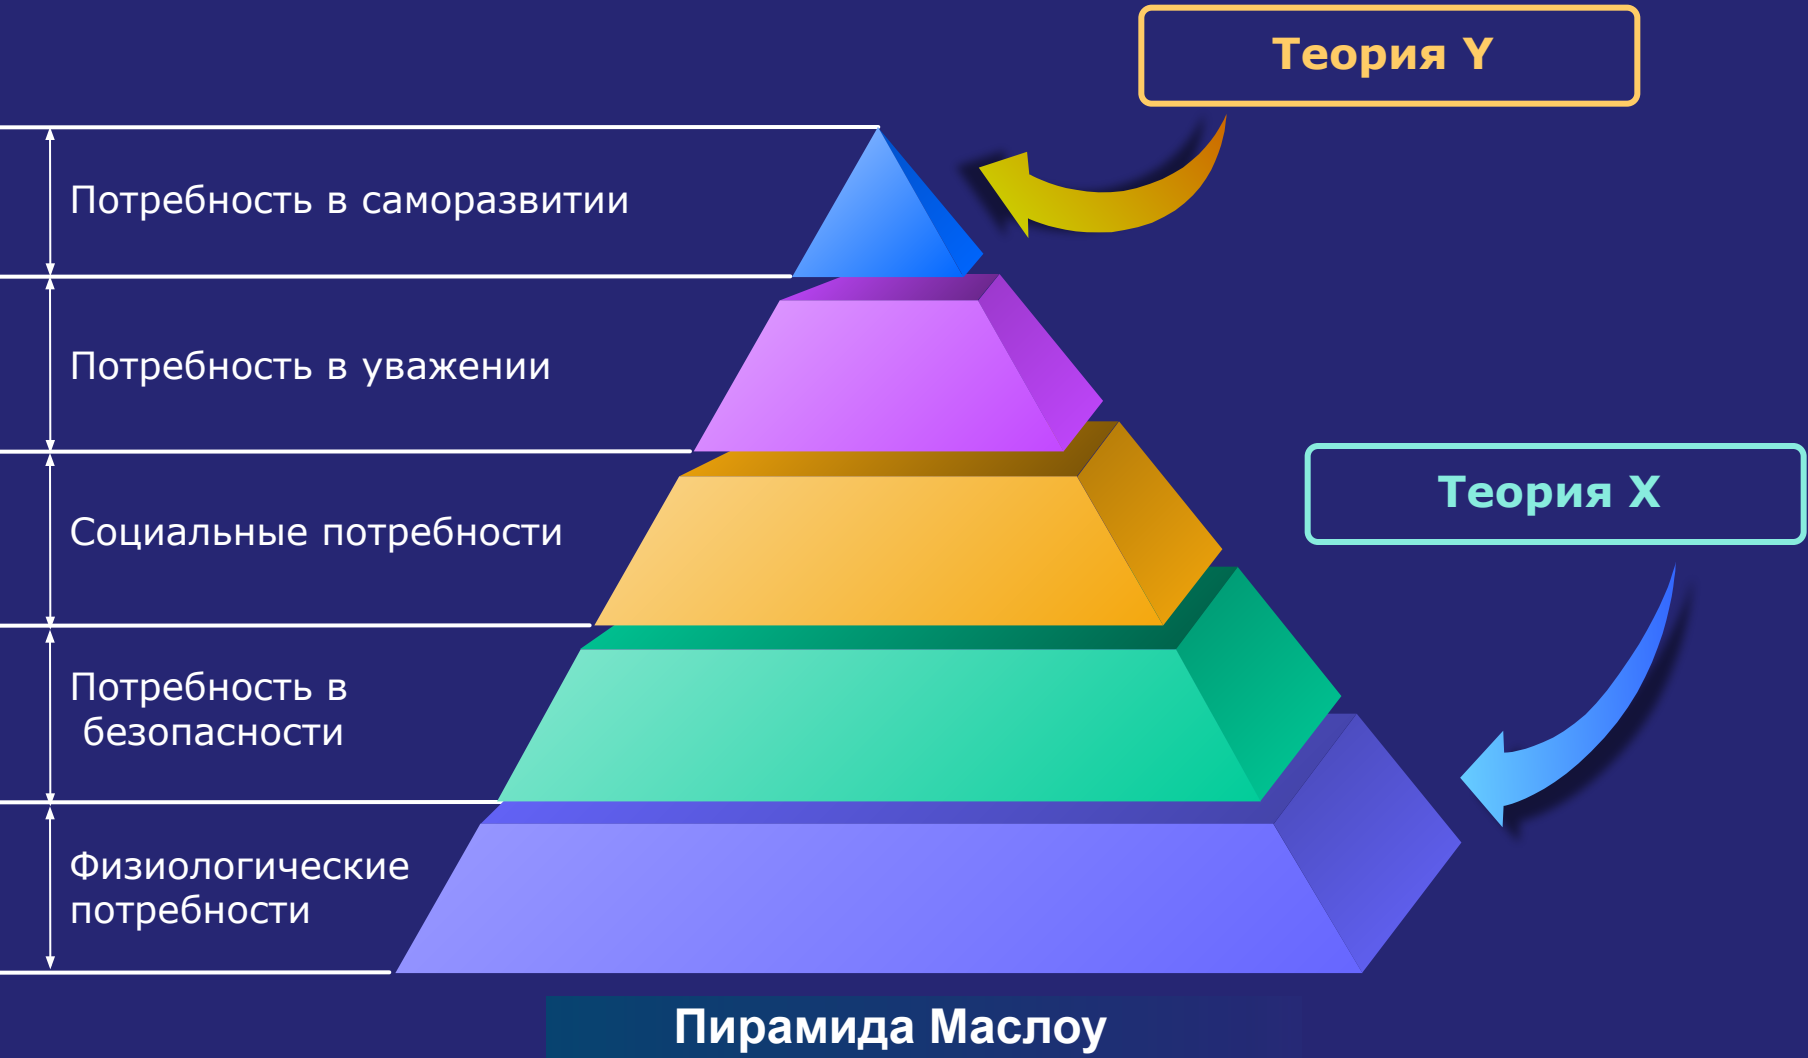 Теория Y
Потребность в саморазвитии
Потребность в уважении
Теория X
Социальные потребности
Потребность в
безопасности
Физиологические
потребности
Пирамида Маслоу